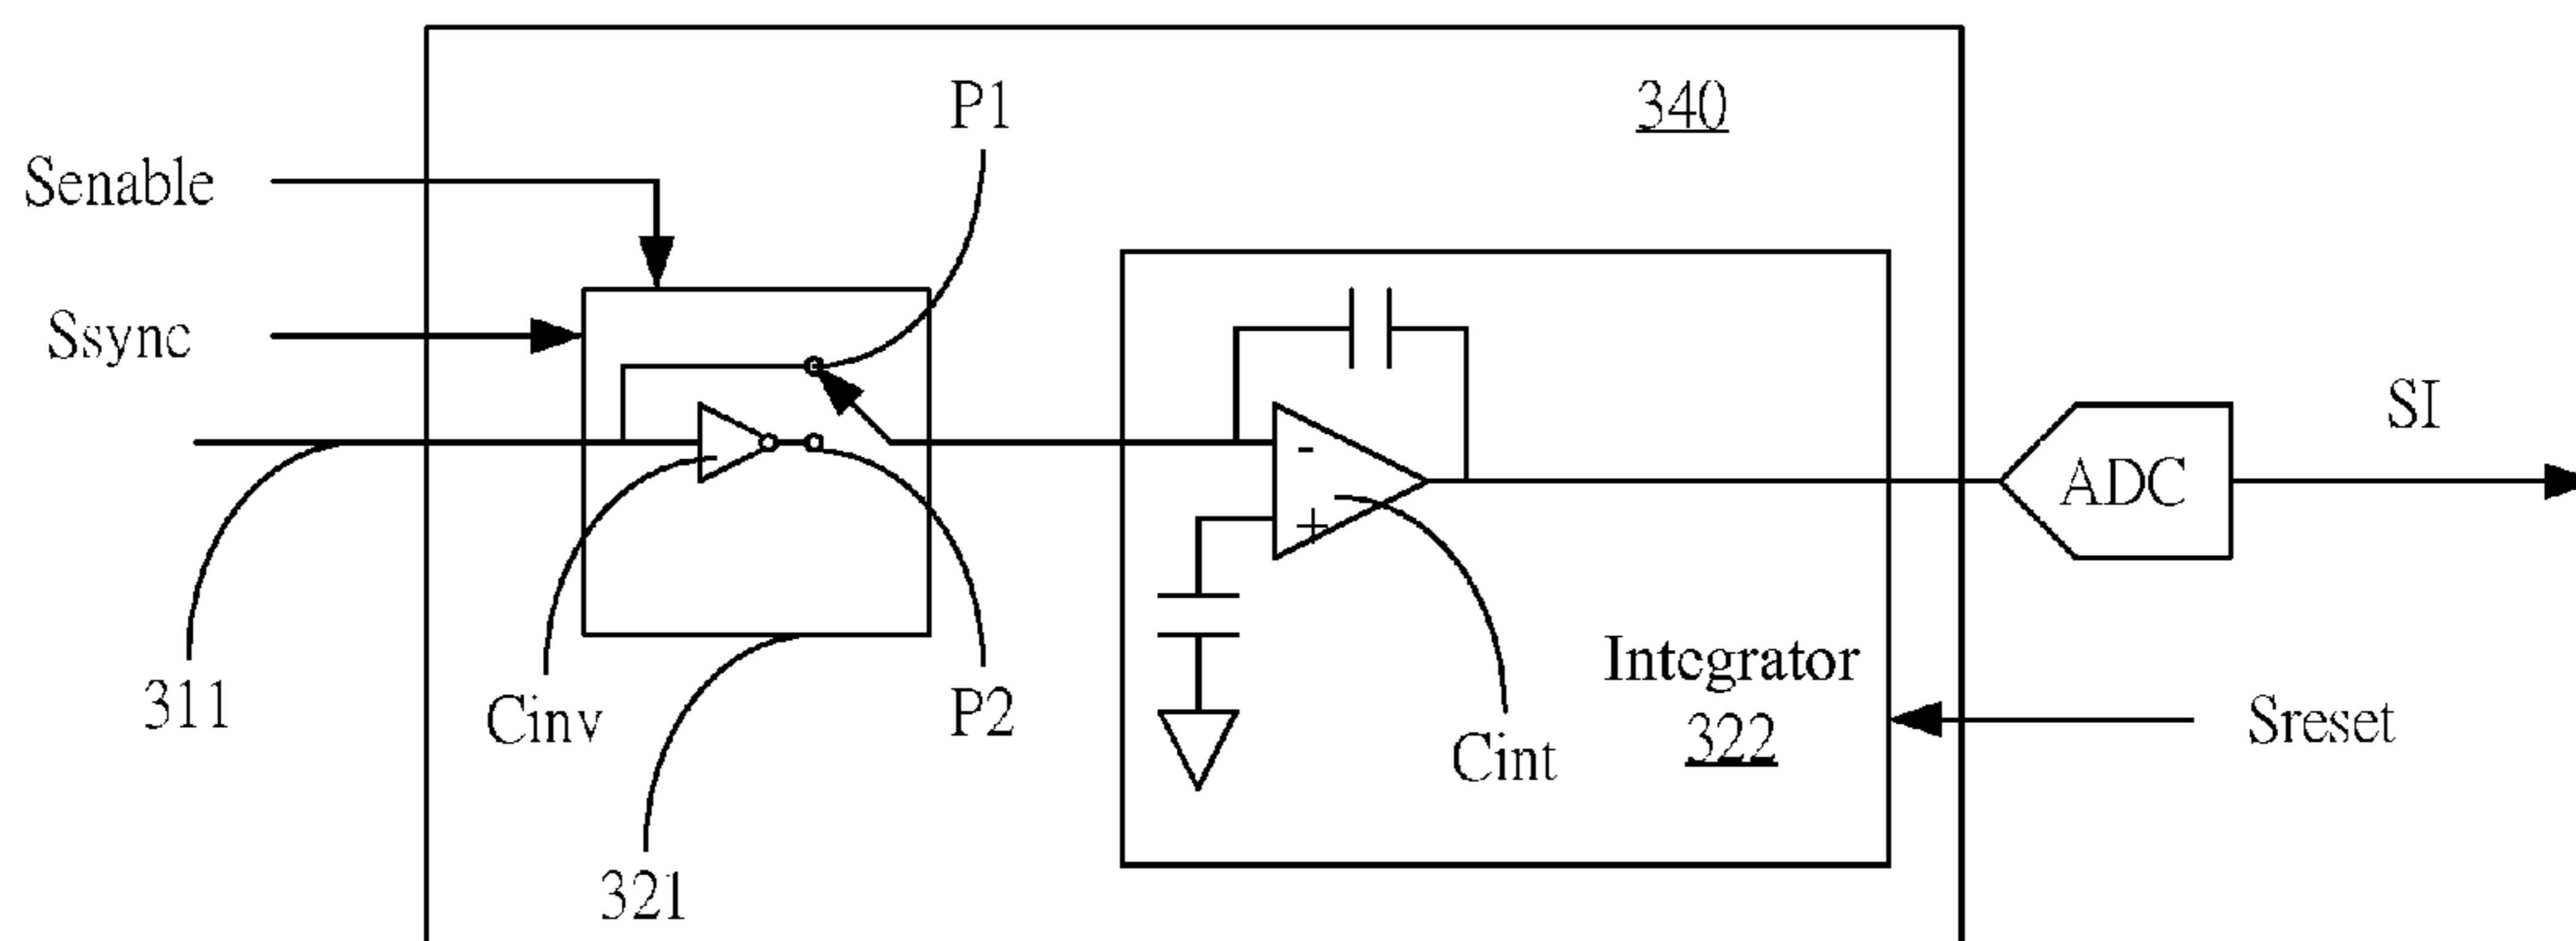 P1
340
Senable
Ssync
SI
ADC
-
+
311
Cinv
P2
Integrator
322
Cint
Sreset
321